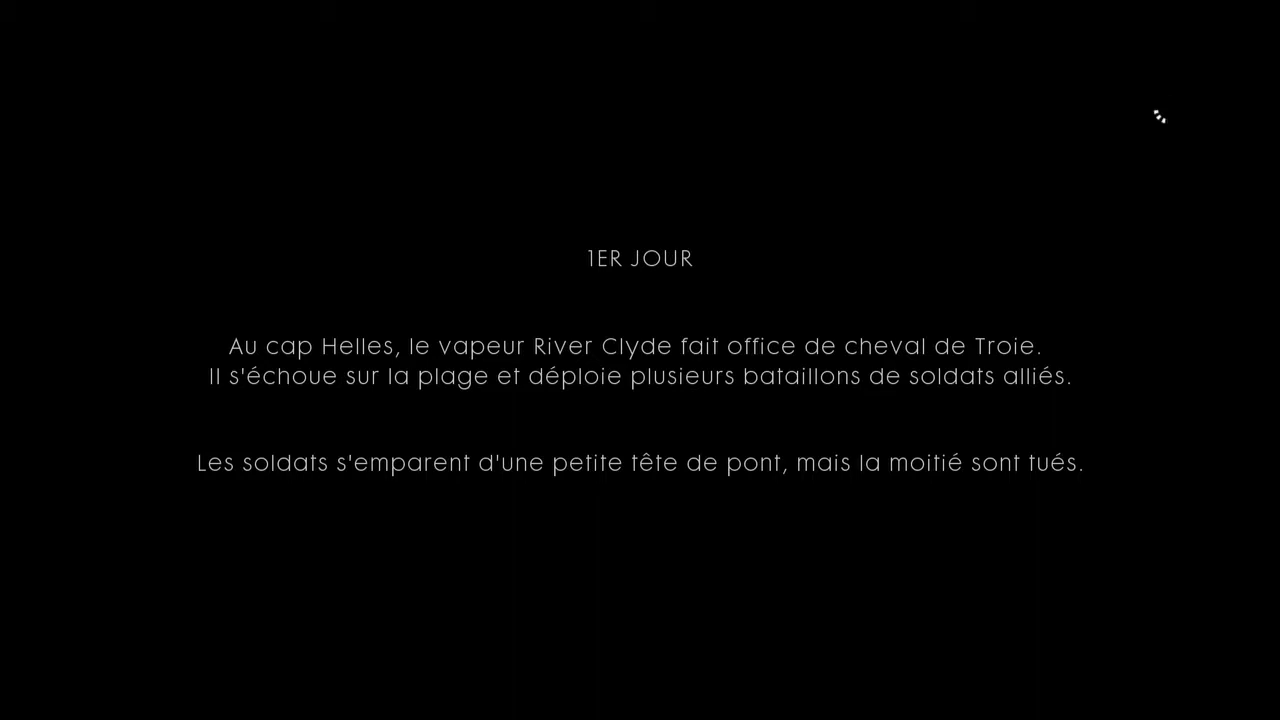 1ER JOUR
Au cap Helles, le vapeur River Clyde fait office de cheval de Troie.
Il s'échoue sur la plage et déploie plusieurs bataillons de soldats alliés.
Les soldats s'emparent d'une petite tête de pont, mais la moitié sont tués.